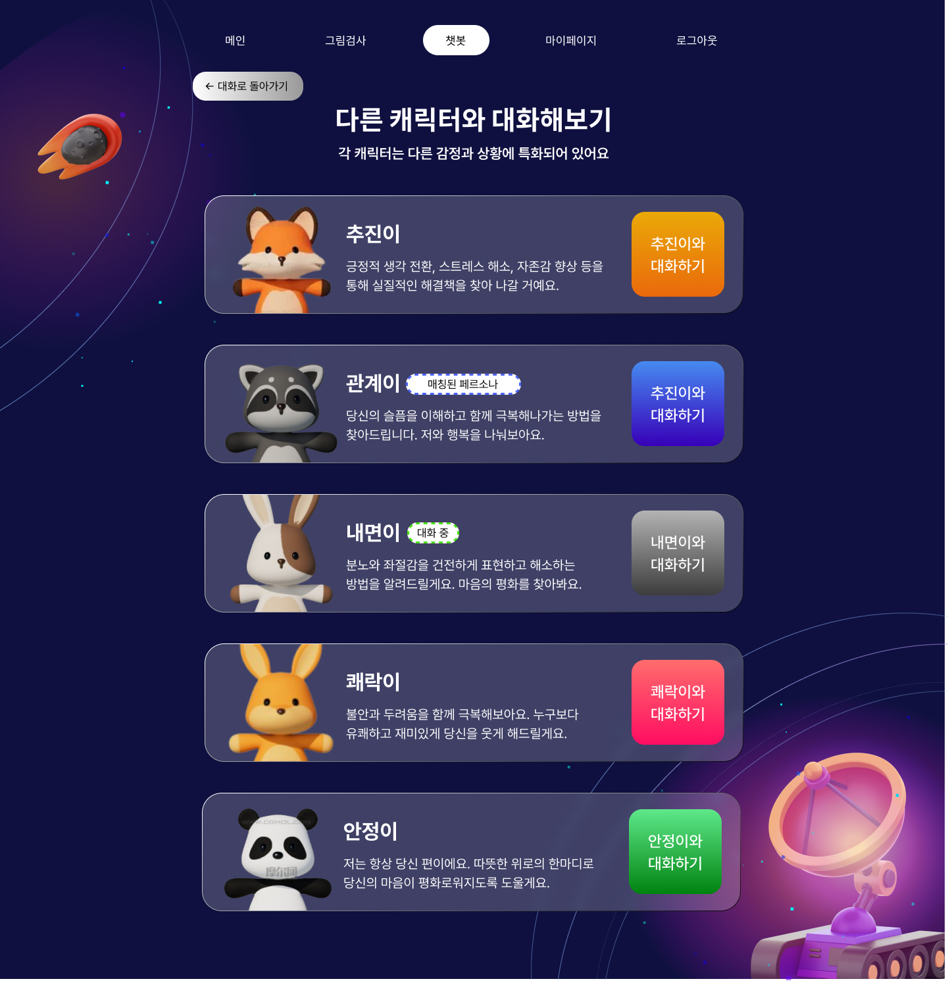 메인
그림검사
챗봇
마이페이지
로그아웃
← 대화로 돌아가기
다른 캐릭터와 대화해보기
각 캐릭터는 다른 감정과 상황에 특화되어 있어요
추진이
긍정적 생각 전환, 스트레스 해소, 자존감 향상 등을
통해 실질적인 해결책을 찾아 나갈 거예요.
추진이와
대화하기
관계이
매칭된 페르소나
당신의 슬픔을 이해하고 함께 극복해나가는 방법을
찾아드립니다. 저와 행복을 나눠보아요.
추진이와
대화하기
내면이
대화 중
분노와 좌절감을 건전하게 표현하고 해소하는
방법을 알려드릴게요. 마음의 평화를 찾아봐요.
내면이와
대화하기
쾌락이
불안과 두려움을 함께 극복해보아요. 누구보다
유쾌하고 재미있게 당신을 웃게 해드릴게요.
쾌락이와
대화하기
WWW.CGMOL.COM
摩尔网
안정이
저는 항상 당신 편이에요. 따뜻한 위로의 한마디로
당신의 마음이 평화로워지도록 도울게요.
안정이와
대화하기